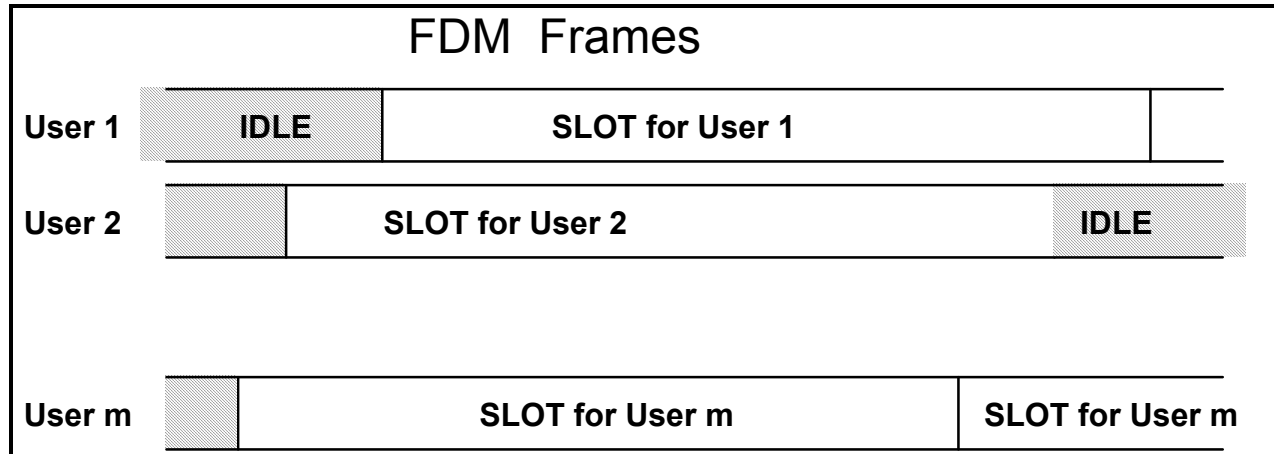 FDM Frames
User 1 IDLE SLOT for User 1
User 2 SLOT for User 2 IDLE
User m SLOT for User m SLOT for User m